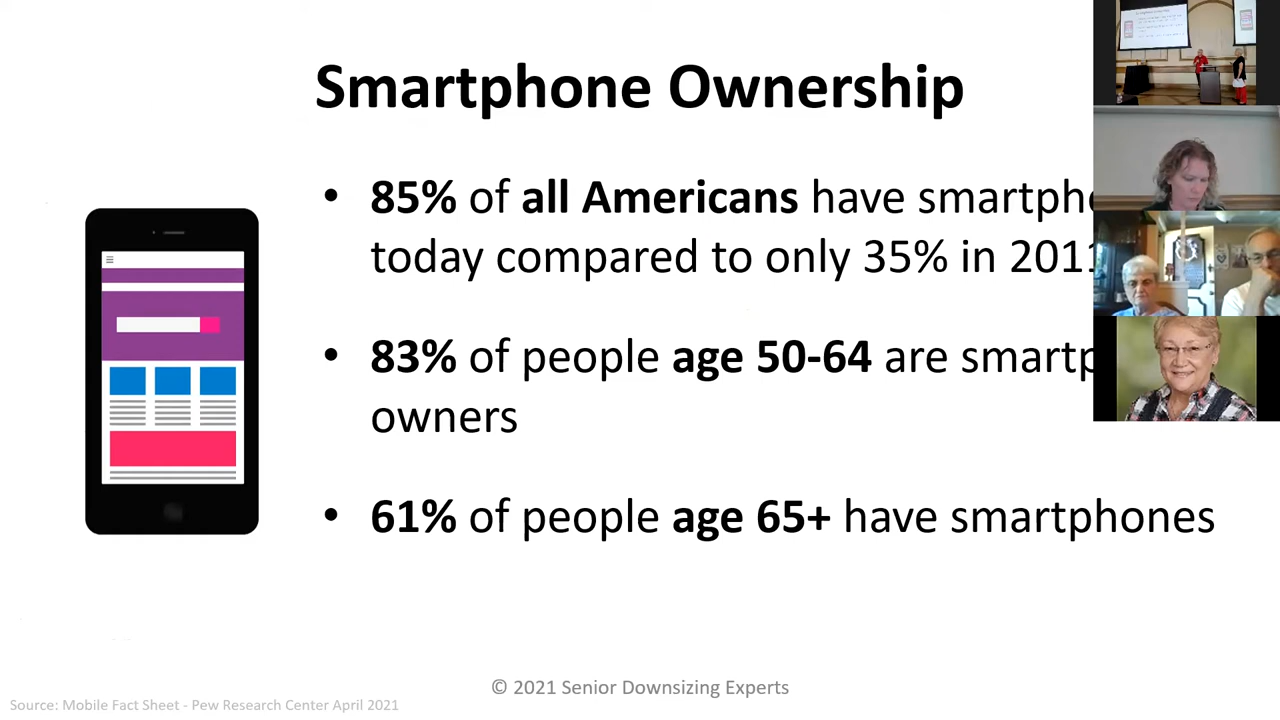 Smartphone Ownership
• 85% of all Americans have
today compared to only 35% in
• 83% of people age 50-64 are
owners
• 61% of people age 65+ have smartphones
© 2021 Senior Downsizing Experts
Source: Mobile Fact Sheet - Pew Research Center April 2021